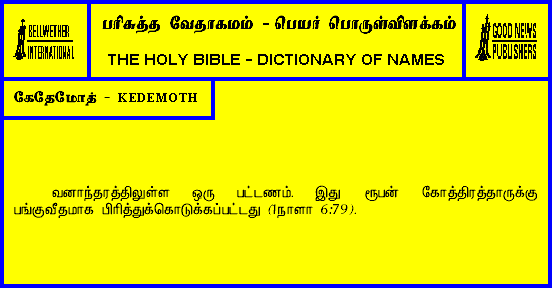 BELLWETHER
INTERNATIONAL
பரிசுத்த வேதாகமம் - பெயர் பொருள்விளக்கம்
THE HOLY BIBLE - DICTIONARY OF NAMES
GOOD NEWS
PUBLISHERS
கேதேமோத் - KEDEMOTH
வனாந்தரத்திலுள்ள ஒரு பட்டணம். இது ரூபன் கோத்திரத்தாருக்கு
பங்குவீதமாக பிரித்துக்கொடுக்கப்பட்டது (1நாளா 6:79).